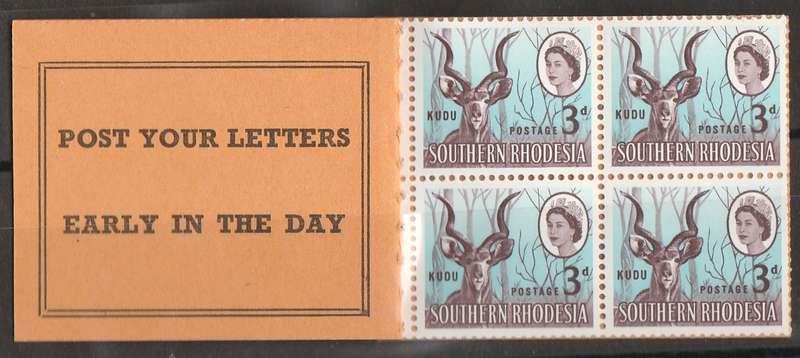 POST YOUR LETTERS
EARLY IN THE DAY
KUDU
POSTAGE 3d
SOUTHERN RHODESIA
KUDU
POSTAGE 3d
SOUTHERN RHODESIA
KUDU
POSTAGE 3d
SOUTHERN RHODESIA
KUDU
POSTAGE 3d
SOUTHERN RHODESIA